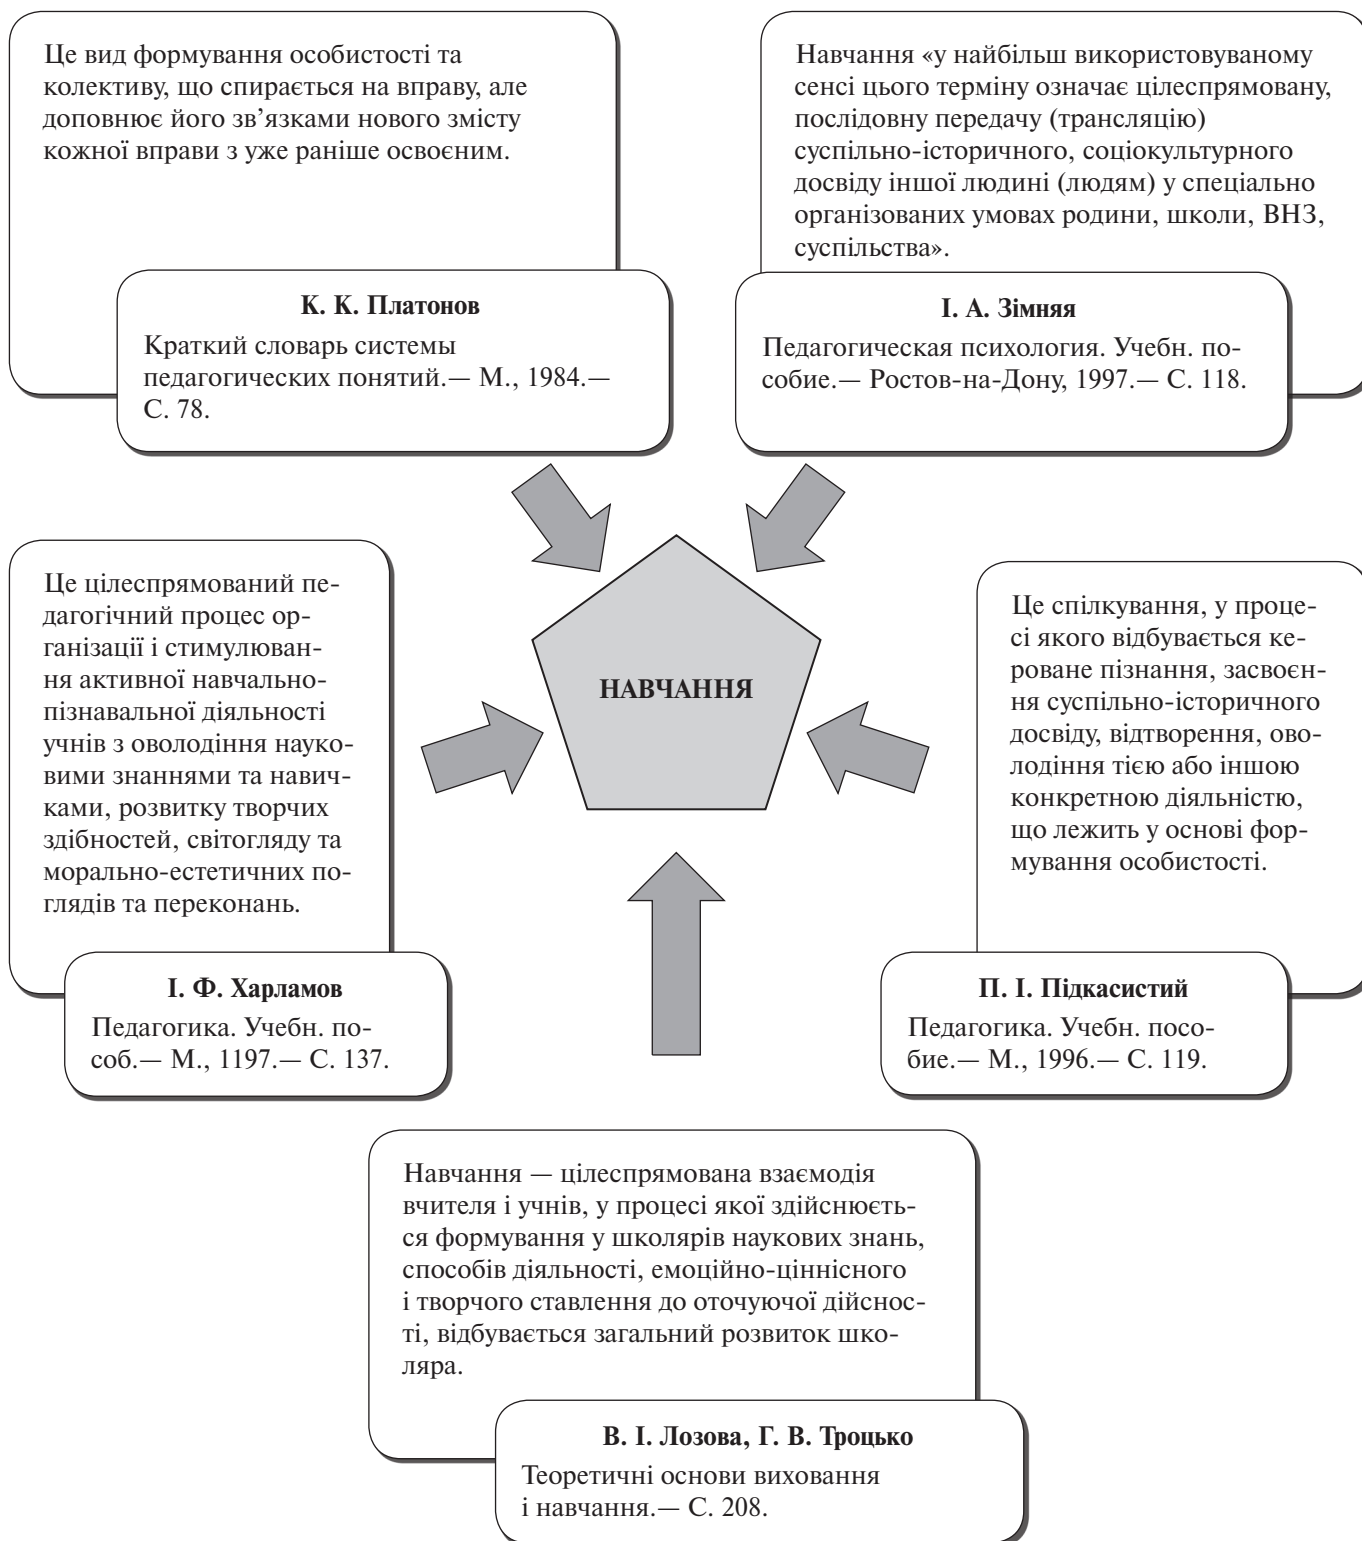 Це вид формування особистості та
колективу, що спирається на вправу, але
доповнює його зв’язками нового змісту
кожної вправи з уже раніше освоєним.
К. К. Платонов
Краткий словарь системы
педагогических понятий.— М., 1984.—
С. 78.
Навчання «у найбільш використовуваному
сенсі цього терміну означає цілеспрямовану,
послідовну передачу (трансляцію)
суспільно-історичного, соціокультурного
досвіду іншої людині (людям) у спеціально
організованих умовах родини, школи, ВНЗ,
суспільства».
І. А. Зімняя
Педагогическая психология. Учебн. по-
собие.— Ростов-на-Дону, 1997.— С. 118.
Це цілеспрямований пе-
дагогічний процес ор-
ганізації і стимулюван-
ня активної навчально-
пізнавальної діяльності
учнів з оволодіння науко-
вими знаннями та навич-
ками, розвитку творчих
здібностей, світогляду та
морально-естетичних по-
глядів та переконань.
І. Ф. Харламов
Педагогика. Учебн. по-
соб.— М., 1197.— С. 137.
НАВЧАННЯ
Це спілкування, у проце-
сі якого відбувається ке-
роване пізнання, засвоєн-
ня суспільно-історичного
досвіду, відтворення, ово-
лодіння тією або іншою
конкретною діяльністю,
що лежить у основі фор-
мування особистості.
П. І. Підкасистий
Педагогика. Учебн. посо-
бие.— М., 1996.— С. 119.
Навчання — цілеспрямована взаємодія
вчителя і учнів, у процесі якої здійснюєть-
ся формування у школярів наукових знань,
способів діяльності, емоційно-ціннісного
і творчого ставлення до оточуючої дійснос-
ті, відбувається загальний розвиток шко-
ляра.
В. І. Лозова, Г. В. Троцько
Теоретичні основи виховання
і навчання.— С. 208.